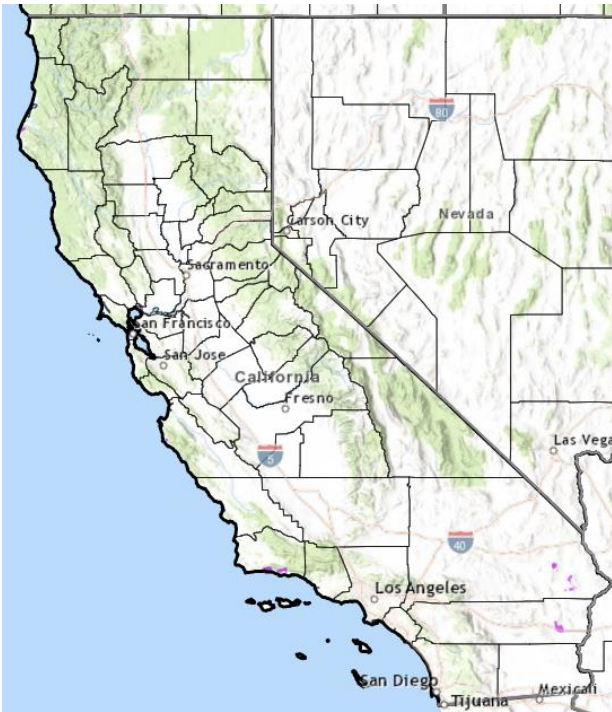 80
Carson City
Nevada
Sacramento
San Francisco
San Jose
California
Fresno
Las Vega
5
40
Los Angeles
San Diego
Tijuana
Mexicali